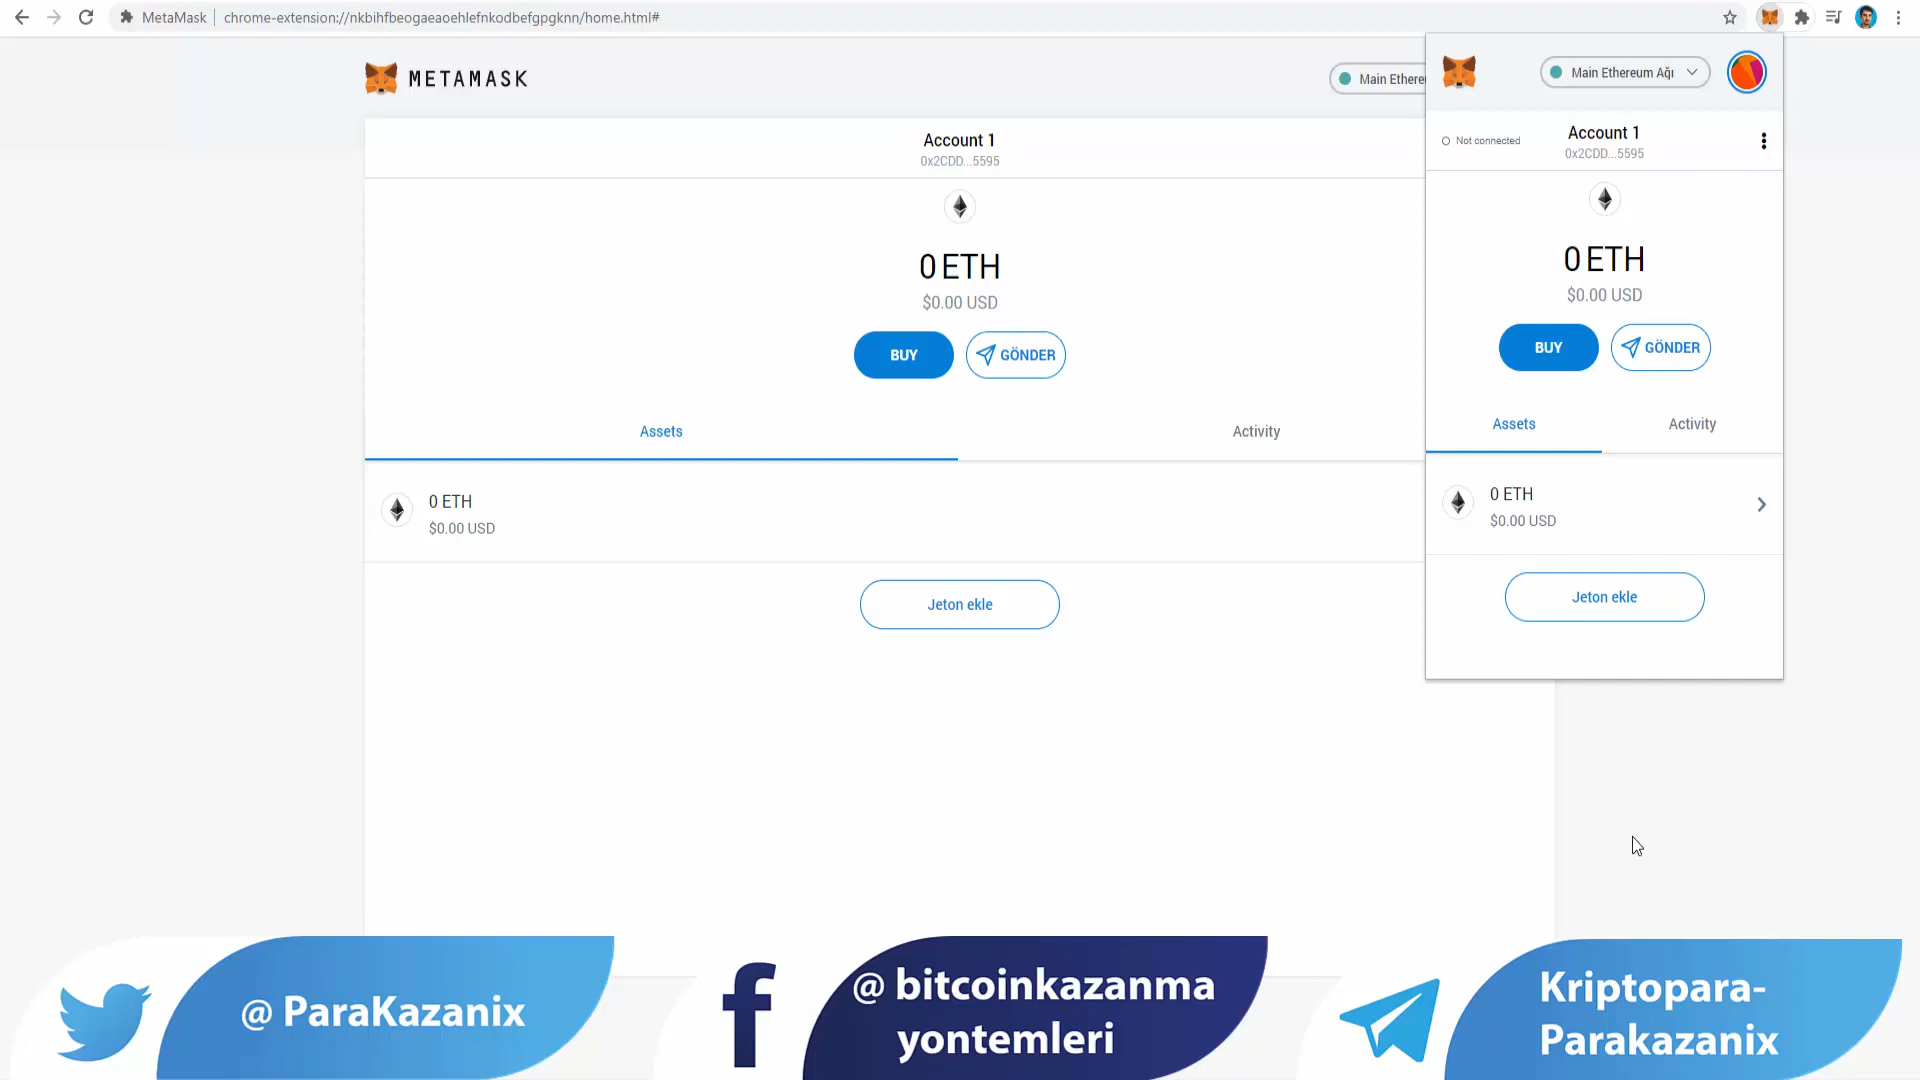 MetaMask
chrome-extension://nkbihfbeogaeaoehlefnkodbefgpgknn/home.html#
METAMASK
Main Ethere
Account 1
0x2CDD...5595
0 ETH
$0.00 USD
BUY
GÖNDER
Assets
Activity
0 ETH
$0.00 USD
Jeton ekle
Main Ethereum Ağı
Not connected
Account 1
0x2CDD...5595
0 ETH
$0.00 USD
BUY
GÖNDER
Assets
Activity
0 ETH
$0.00 USD
Jeton ekle
@ ParaKazanix
@ bitcoinkazanma
yontemleri
Kriptopara-
Parakazanix